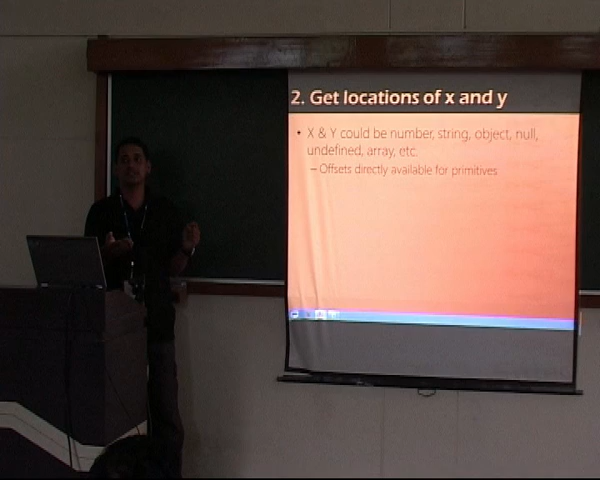 2. Get locations of x and y
• X & Y could be number, string, object, null,
undefined, array, etc.
– Offsets directly available for primitives